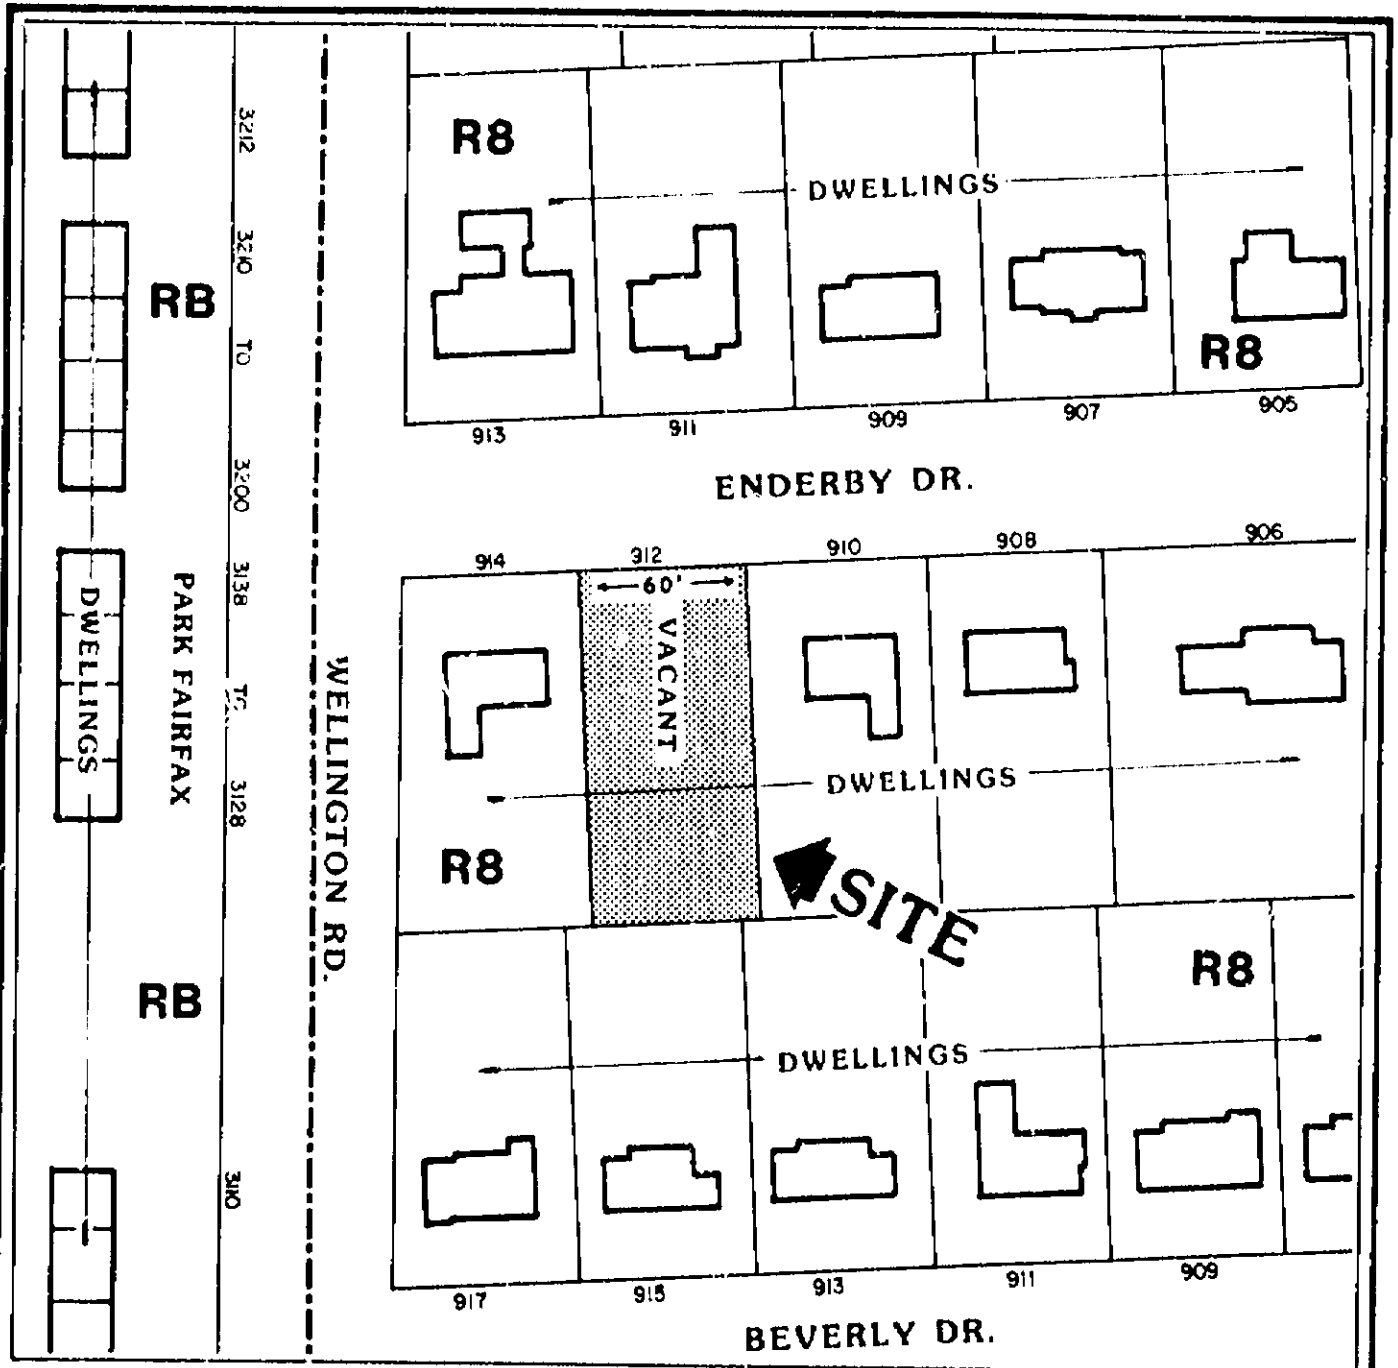 R8
DWELLINGS
RB
3212
3210 TO 3200
R8
913
911
909
907
905
ENDERBY DR.
914
312
910
908
906
60'
VACANT
DWELLINGS
PARK FAIRFAX
DWELLINGS
3138 TO 3128
WELLINGTON RD.
DWELLINGS
R8
SITE
R8
RB
DWELLINGS
3110
917
915
913
911
909
BEVERLY DR.